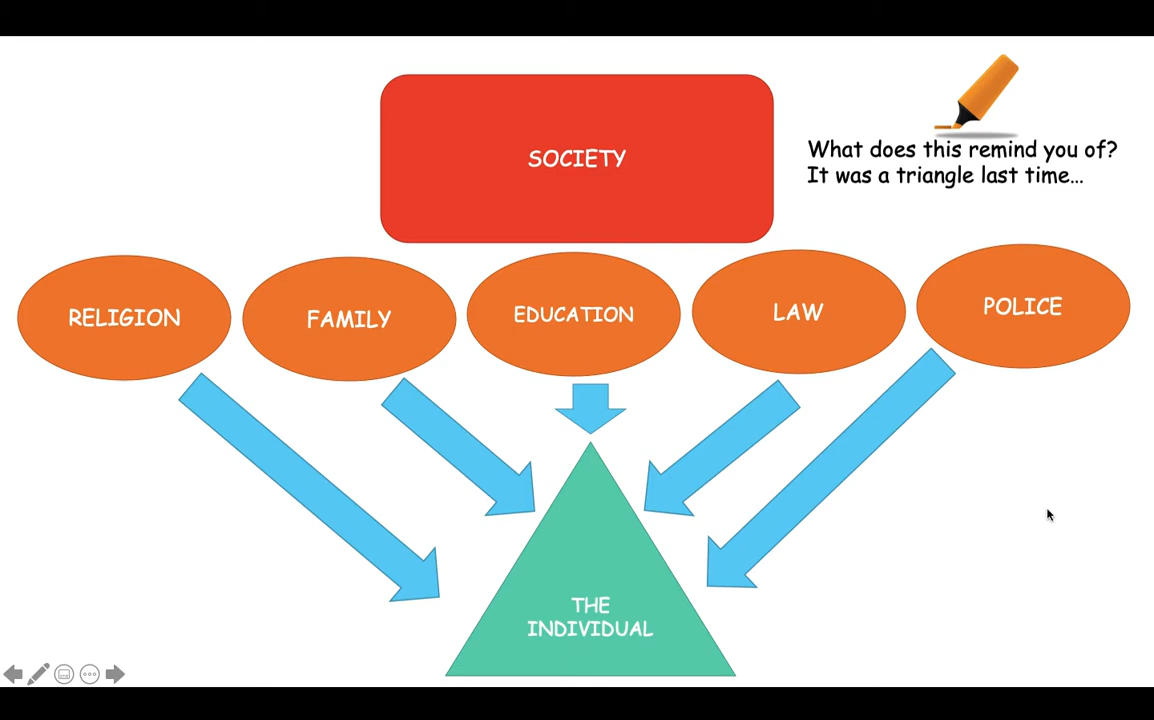 SOCIETY
What does this remind you of?
It was a triangle last time...
RELIGION
FAMILY
EDUCATION
LAW
POLICE
THE
INDIVIDUAL